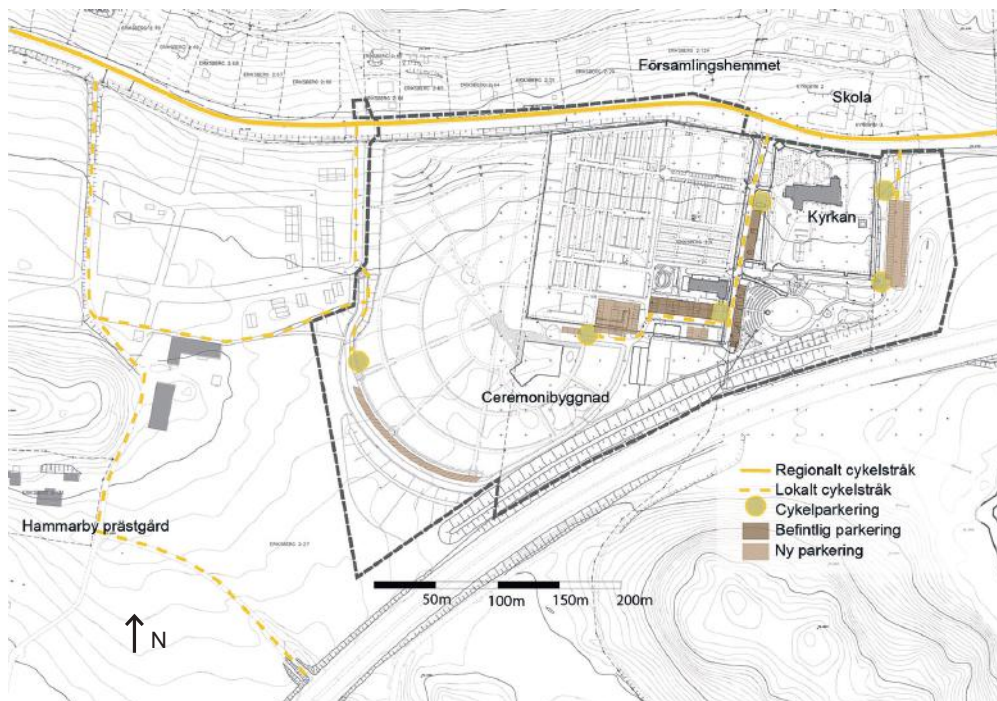 Församlingshemmet
Skola
Kyrkan
Ceremonibyggnad
Hammarby prästgård
Regionalt cykelstråk
Lokalt cykelstråk
Cykelparkering
Befintlig parkering
Ny parkering
50m 100m 150m 200m
N